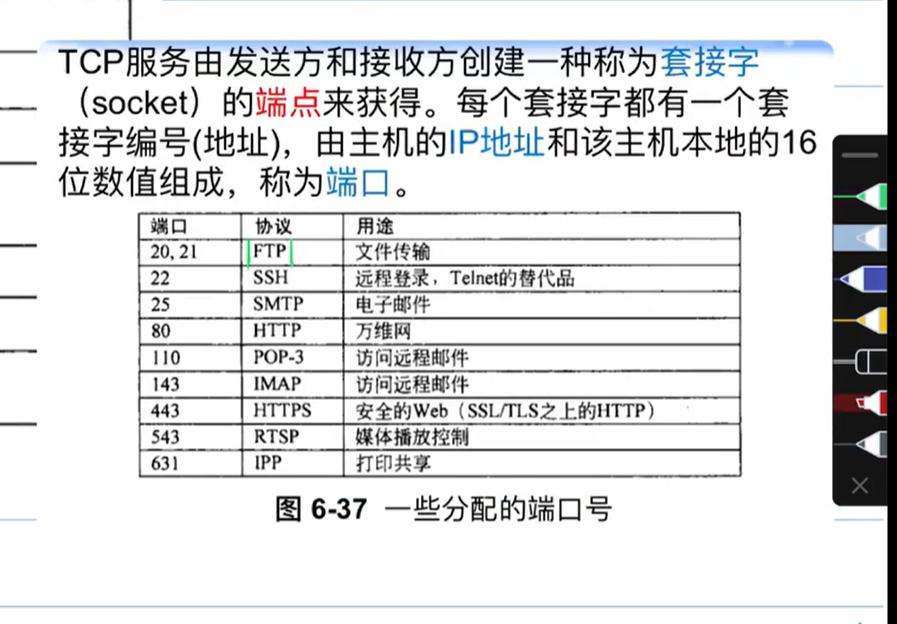 TCP服务由发送方和接收方创建一种称为套接字
（socket）的端点来获得。每个套接字都有一个套
接字编号(地址)，由主机的IP地址和该主机本地的16
位数值组成，称为端口。
端口 协议 用途
20, 21 FTP 文件传输
22 SSH 远程登录，Telnet的替代品
25 SMTP 电子邮件
80 HTTP 万维网
110 POP-3 访问远程邮件
143 IMAP 访问远程邮件
443 HTTPS 安全的Web（SSL/TLS之上的HTTP）
543 RTSP 媒体播放控制
631 IPP 打印共享
图 6-37 一些分配的端口号